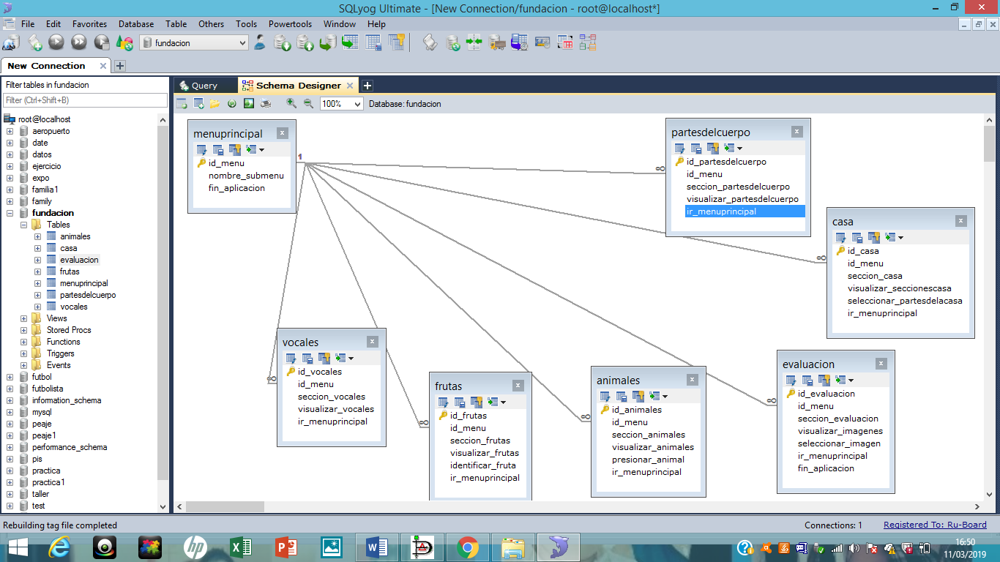 SQLyog Ultimate - [New Connection/fundacion - root@localhost*]
File Edit Favorites Database Table Others Tools Powertools Window Help
fundacion
New Connection
Filter tables in fundacion
Filter (Ctrl+Shift+B)
root@localhost
aeropuerto
date
datos
ejercicio
expo
familia1
family
fundacion
Tables
animales
casa
evaluacion
frutas
menuprincipal
partesdelcuerpo
vocales
Views
Stored Procs
Functions
Triggers
Events
futbol
futbolista
information_schema
mysql
peaje
peaje1
performance_schema
pis
practica
practica1
taller
test
Query
Schema Designer
100%
Database: fundacion
menuprincipal
id_menu
nombre_submenu
fin_aplicacion
1
partesdelcuerpo
id_partesdelcuerpo
id_menu
seccion_partesdelcuerpo
visualizar_partesdelcuerpo
ir_menuprincipal
∞
casa
id_casa
id_menu
seccion_casa
visualizar_seccionescasa
seleccionar_partesdelacasa
ir_menuprincipal
∞
vocales
id_vocales
id_menu
seccion_vocales
visualizar_vocales
ir_menuprincipal
∞
frutas
id_frutas
id_menu
seccion_frutas
visualizar_frutas
identificar_fruta
ir_menuprincipal
∞
animales
id_animales
id_menu
seccion_animales
visualizar_animales
presionar_animal
ir_menuprincipal
∞
evaluacion
id_evaluacion
id_menu
seccion_evaluacion
visualizar_imagenes
seleccionar_imagen
ir_menuprincipal
fin_aplicacion
∞
Rebuilding tag file completed
Connections: 1
Registered To: Ru-Board
16:50
11/03/2019